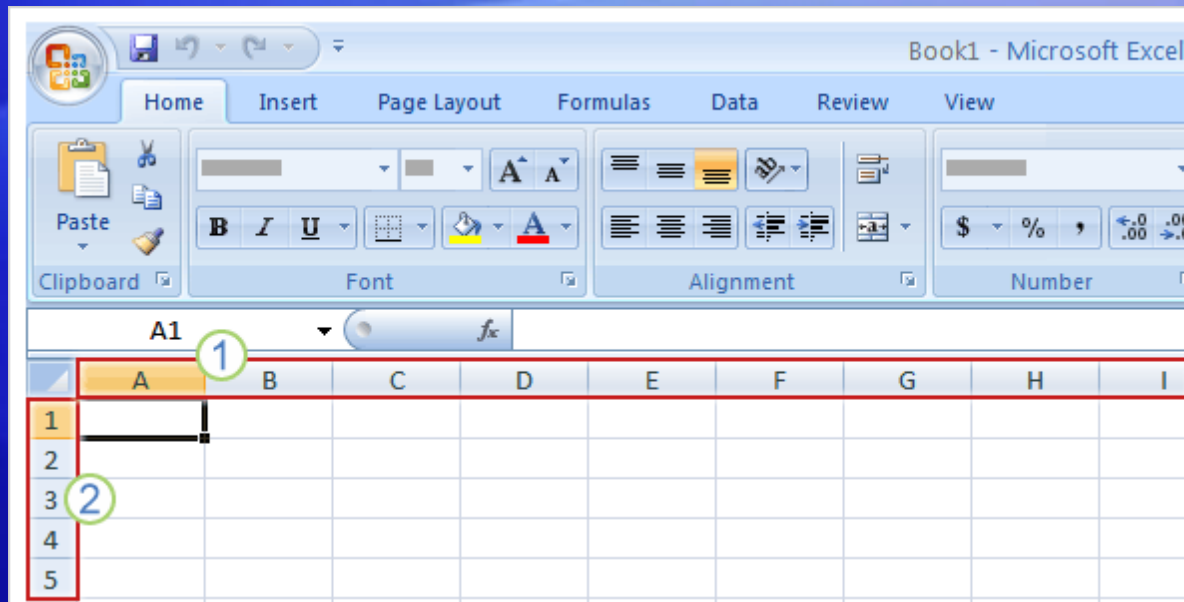 Book1 - Microsoft Excel
Home Insert Page Layout Formulas Data Review View
A A
Paste B I U A $ % , .0 .00
Clipboard Font Alignment Number
A1 fx
1
A B C D E F G H I
1
2
3 2
4
5